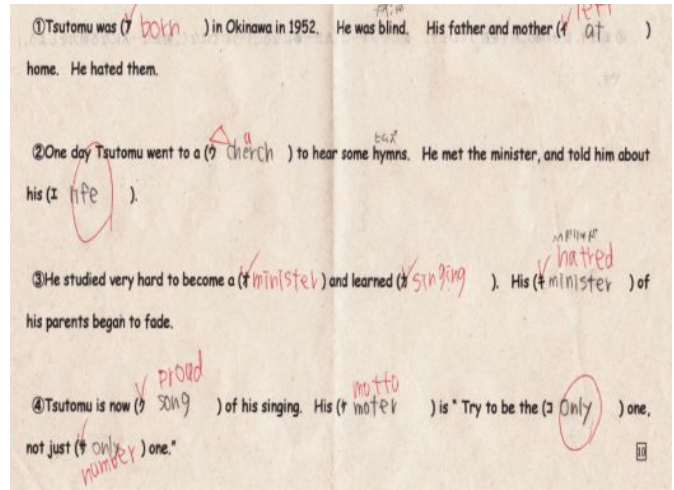 left
①Tsutomu was (ア born ) in Okinawa in 1952. He was blind. His father and mother (イ at )
home. He hated them.
②One day Tsutomu went to a (ウ cherch ) to hear some hymns. He met the minister, and told him about
his (エ life ).
hatred
③He studied very hard to become a (オ minister ) and learned (カ singing ). His (キ minister ) of
his parents began to fade.
proud motto
④Tsutomu is now (ク song ) of his singing. His (ケ moter ) is " Try to be the (コ only ) one,
not just (サ only ) one."
number
10